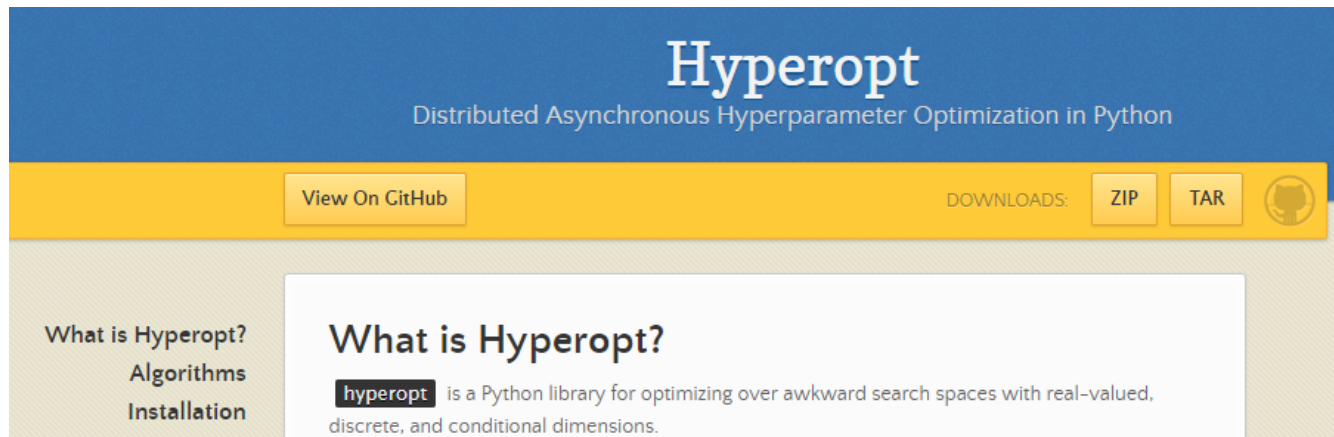 Hyperopt
Distributed Asynchronous Hyperparameter Optimization in Python
View On GitHub
DOWNLOADS:
ZIP
TAR
What is Hyperopt?
Algorithms
Installation
What is Hyperopt?
hyperopt is a Python library for optimizing over awkward search spaces with real-valued,
discrete, and conditional dimensions.